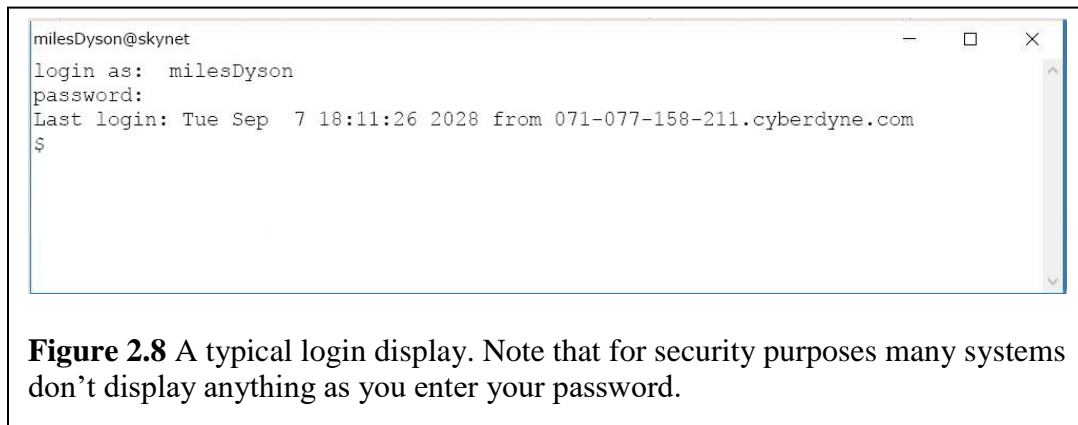 milesDyson@skynet
login as:  milesDyson
password:
Last login: Tue Sep  7 18:11:26 2028 from 071-077-158-211.cyberdyne.com
$
Figure 2.8 A typical login display. Note that for security purposes many systems
don’t display anything as you enter your password.